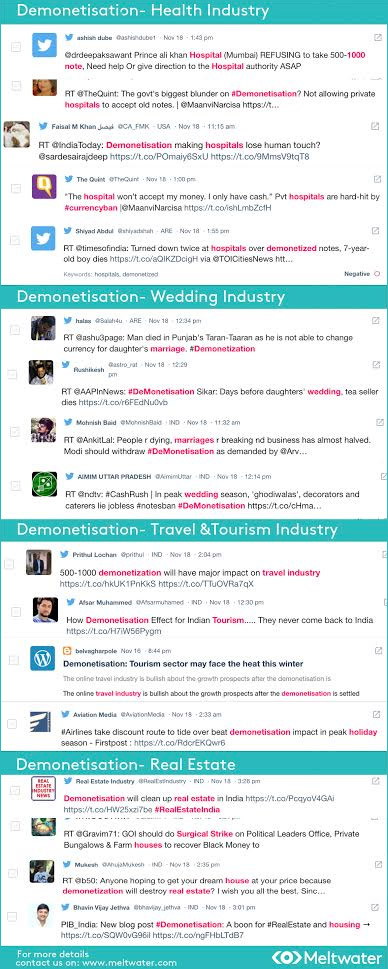 Demonetisation- Health Industry
ashish dube @ashishdube1 · Nov 18 · 1:43 pm
@drdeepaksawant Prince ali khan Hospital (Mumbai) REFUSING to take 500-1000
note, Need help Or give direction to the Hospital authority ASAP
RT @TheQuint: The govt's biggest blunder on #Demonetisation? Not allowing private
hospitals to accept old notes. | @MaanviNarcisa https://t...
Faisal M Khan فيصل @CA_FMK · USA · Nov 18 · 11:15 am
RT @IndiaToday: Demonetisation making hospitals lose human touch?
@sardesairajdeep https://t.co/POmaiy6SxU https://t.co/9MmsV9tqT8
The Quint @TheQuint · Nov 18 · 1:00 pm
"The hospital won't accept my money. I only have cash." Pvt hospitals are hard-hit by
#currencyban |@MaanviNarcisa https://t.co/ishLmbZcfH
Shiyad Abdul @shiyadshah · ARE · Nov 18 · 1:55 pm
RT @timesofindia: Turned down twice at hospitals over demonetized notes, 7-year-
old boy dies https://t.co/aQIKZDcigH via @TOICitiesNews htt...
Keywords: hospitals, demonetized
Negative
Demonetisation- Wedding Industry
halas @Salah4u · ARE · Nov 18 · 12:34 pm
RT @ashu3page: Man died in Punjab's Taran-Taaran as he is not able to change
currency for daughter's marriage. #Demonetization
Rushikesh @astro_rat · Nov 18 · 12:29
pm
RT @AAPInNews: #DeMonetisation Sikar: Days before daughters' wedding, tea seller
dies https://t.co/r6FEdNu0vb
Mohnish Baid @MohnishBaid · IND · Nov 18 · 11:32 am
RT @AnkitLal: People r dying, marriages r breaking nd business has almost halved.
Modi should withdraw #DeMonetisation as demanded by @Arv...
AIMIM UTTAR PRADESH @AimimUttar · IND · Nov 18 · 12:14 pm
RT @ndtv: #CashRush | In peak wedding season, 'ghodiwalas', decorators and
caterers lie jobless #notesban #DeMonetisation https://t.co/cHma...
Demonetisation- Travel &Tourism Industry
Prithul Lochan @prithul · IND · Nov 18 · 2:04 pm
500-1000 demonetization will have major impact on travel industry
https://t.co/hkUK1PnKkS https://t.co/TTuOVRa7qX
Afsar Muhammed @Afsarmuhamed · IND · Nov 18 · 12:30 pm
How Demonetisation Effect for Indian Tourism..... They never come back to India
https://t.co/H7iW56Pygm
belvagharpole Nov 16 · 8:44 pm
Demonetisation: Tourism sector may face the heat this winter
The online travel industry is bullish about the growth prospects after the demonetisation is
The online travel industry is bullish about the growth prospects after the demonetisation is settled
Aviation Media @AviationMedia · Nov 18 · 2:33 am
#Airlines take discount route to tide over beat demonetisation impact in peak holiday
season - Firstpost : https://t.co/RdcrEKQwr6
Demonetisation- Real Estate
REAL
ESTATE
INDUSTRY
NEWS
Real Estate Industry @RealEstIndustry · IND · Nov 18 · 3:26 pm
Demonetisation will clean up real estate in India https://t.co/PcqyoV4GAi
https://t.co/HW25xzi7be #RealEstateIndia
RT @Gravim71: GOI should do Surgical Strike on Political Leaders Office, Private
Bungalows & Farm houses to recover Black Money to
Mukesh @AhujaMukesh · IND · Nov 18 · 2:35 pm
RT @b50: Anyone hoping to get your dream house at your price because
demonetization will destroy real estate? I wish you all the best. Sinc...
Bhavin Vijay Jethva @bhavijay_jethva · IND · Nov 18 · 3:01 pm
PIB_India: New blog post #Demonetisation: A boon for #RealEstate and housing →
https://t.co/SQW0vG96il https://t.co/ngFHbLTdB7
For more details
contact us on: www.meltwater.com
Meltwater